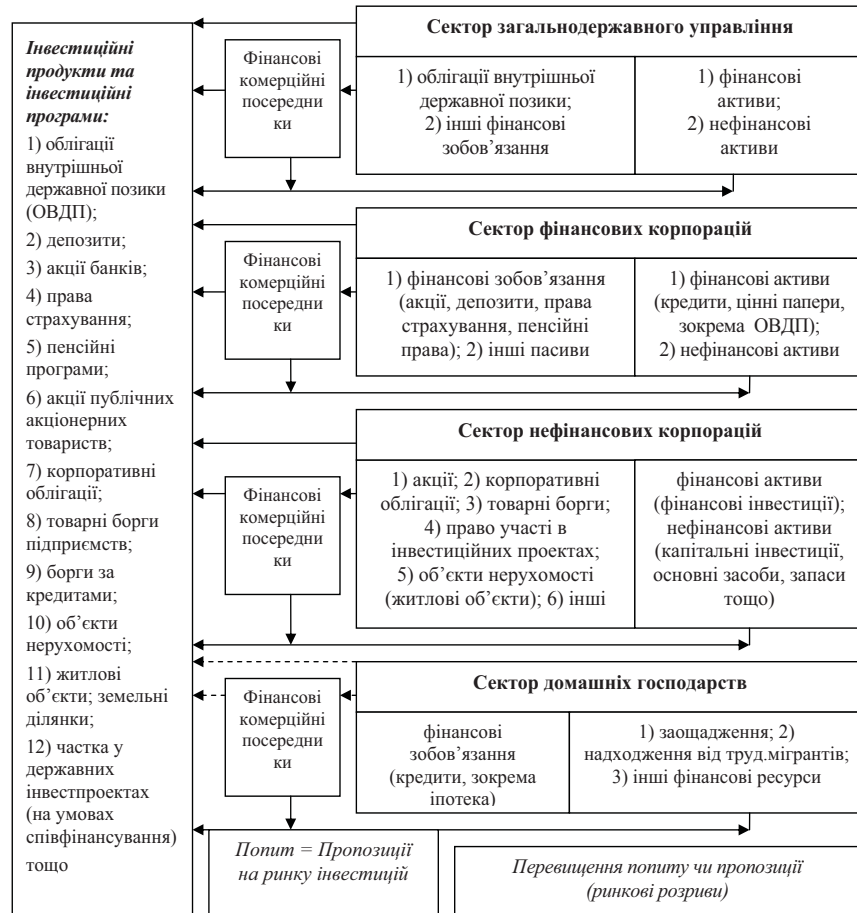 Інвестиційні
продукти та
інвестиційні
програми:
1) облігації
внутрішньої
державної позики
(ОВДП);
2) депозити;
3) акції банків;
4) права
страхування;
5) пенсійні
програми;
6) акції публічних
акціонерних
товариств;
7) корпоративні
облігації;
8) товарні борги
підприємств;
9) борги за
кредитами;
10) об’єкти
нерухомості;
11) житлові
об’єкти; земельні
ділянки;
12) частка у
державних
інвестпроектах
(на умовах
співфінансування)
тощо
Фінансові
комерційні
посередни
ки
Сектор загальнодержавного управління
1) облігації внутрішньої
державної позики;
2) інші фінансові
зобов’язання
1) фінансові
активи;
2) нефінансові
активи
Фінансові
комерційні
посередни
ки
Сектор фінансових корпорацій
1) фінансові зобов’язання
(акції, депозити, права
страхування, пенсійні
права); 2) інші пасиви
1) фінансові активи
(кредити, цінні папери,
зокрема ОВДП);
2) нефінансові активи
Фінансові
комерційні
посередни
ки
Сектор нефінансових корпорацій
1) акції; 2) корпоративні
облігації; 3) товарні борги;
4) право участі в
інвестиційних проектах;
5) об’єкти нерухомості
(житлові об’єкти); 6) інші
фінансові активи
(фінансові інвестиції);
нефінансові активи
(капітальні інвестиції,
основні засоби, запаси
тощо)
Фінансові
комерційні
посередни
ки
Сектор домашніх господарств
фінансові
зобов’язання
(кредити, зокрема
іпотека)
1) заощадження; 2)
надходження від труд.мігрантів;
3) інші фінансові ресурси
Попит = Пропозиції
на ринку інвестицій
Перевищення попиту чи пропозиції
(ринкові розриви)